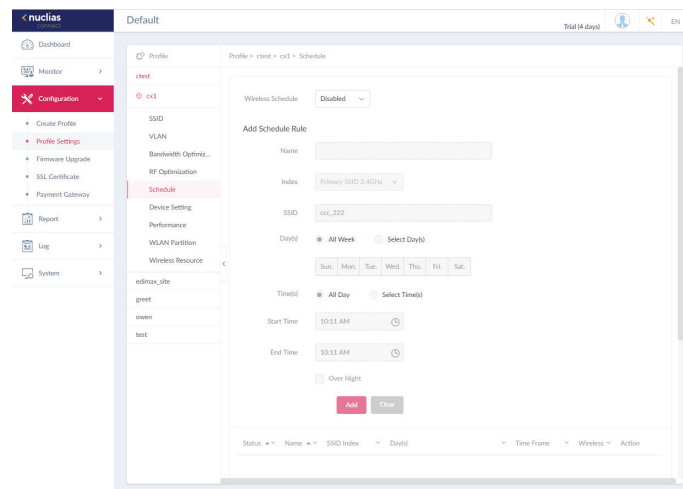 nuclias
connect
Default
Trial (4 days)
EN
Dashboard
Monitor
Configuration
Create Profile
Profile Settings
Firmware Upgrade
SSL Certificate
Payment Gateway
Report
Log
System
Profile
ctest
cx1
SSID
VLAN
Bandwidth Optimiz...
RF Optimization
Schedule
Device Setting
Performance
WLAN Partition
Wireless Resource
edimax_site
greet
owen
test
Profile > ctest > cx1 > Schedule
Wireless Schedule Disabled
Add Schedule Rule
Name
Index Primary SSID 2.4GHz
SSID ccc_222
Day(s) All Week Select Day(s)
Sun. Mon. Tue. Wed. Thu. Fri. Sat.
Time(s) All Day Select Time(s)
Start Time 10:11 AM
End Time 10:11 AM
Over Night
Add Clear
Status Name SSID Index Day(s) Time Frame Wireless Action